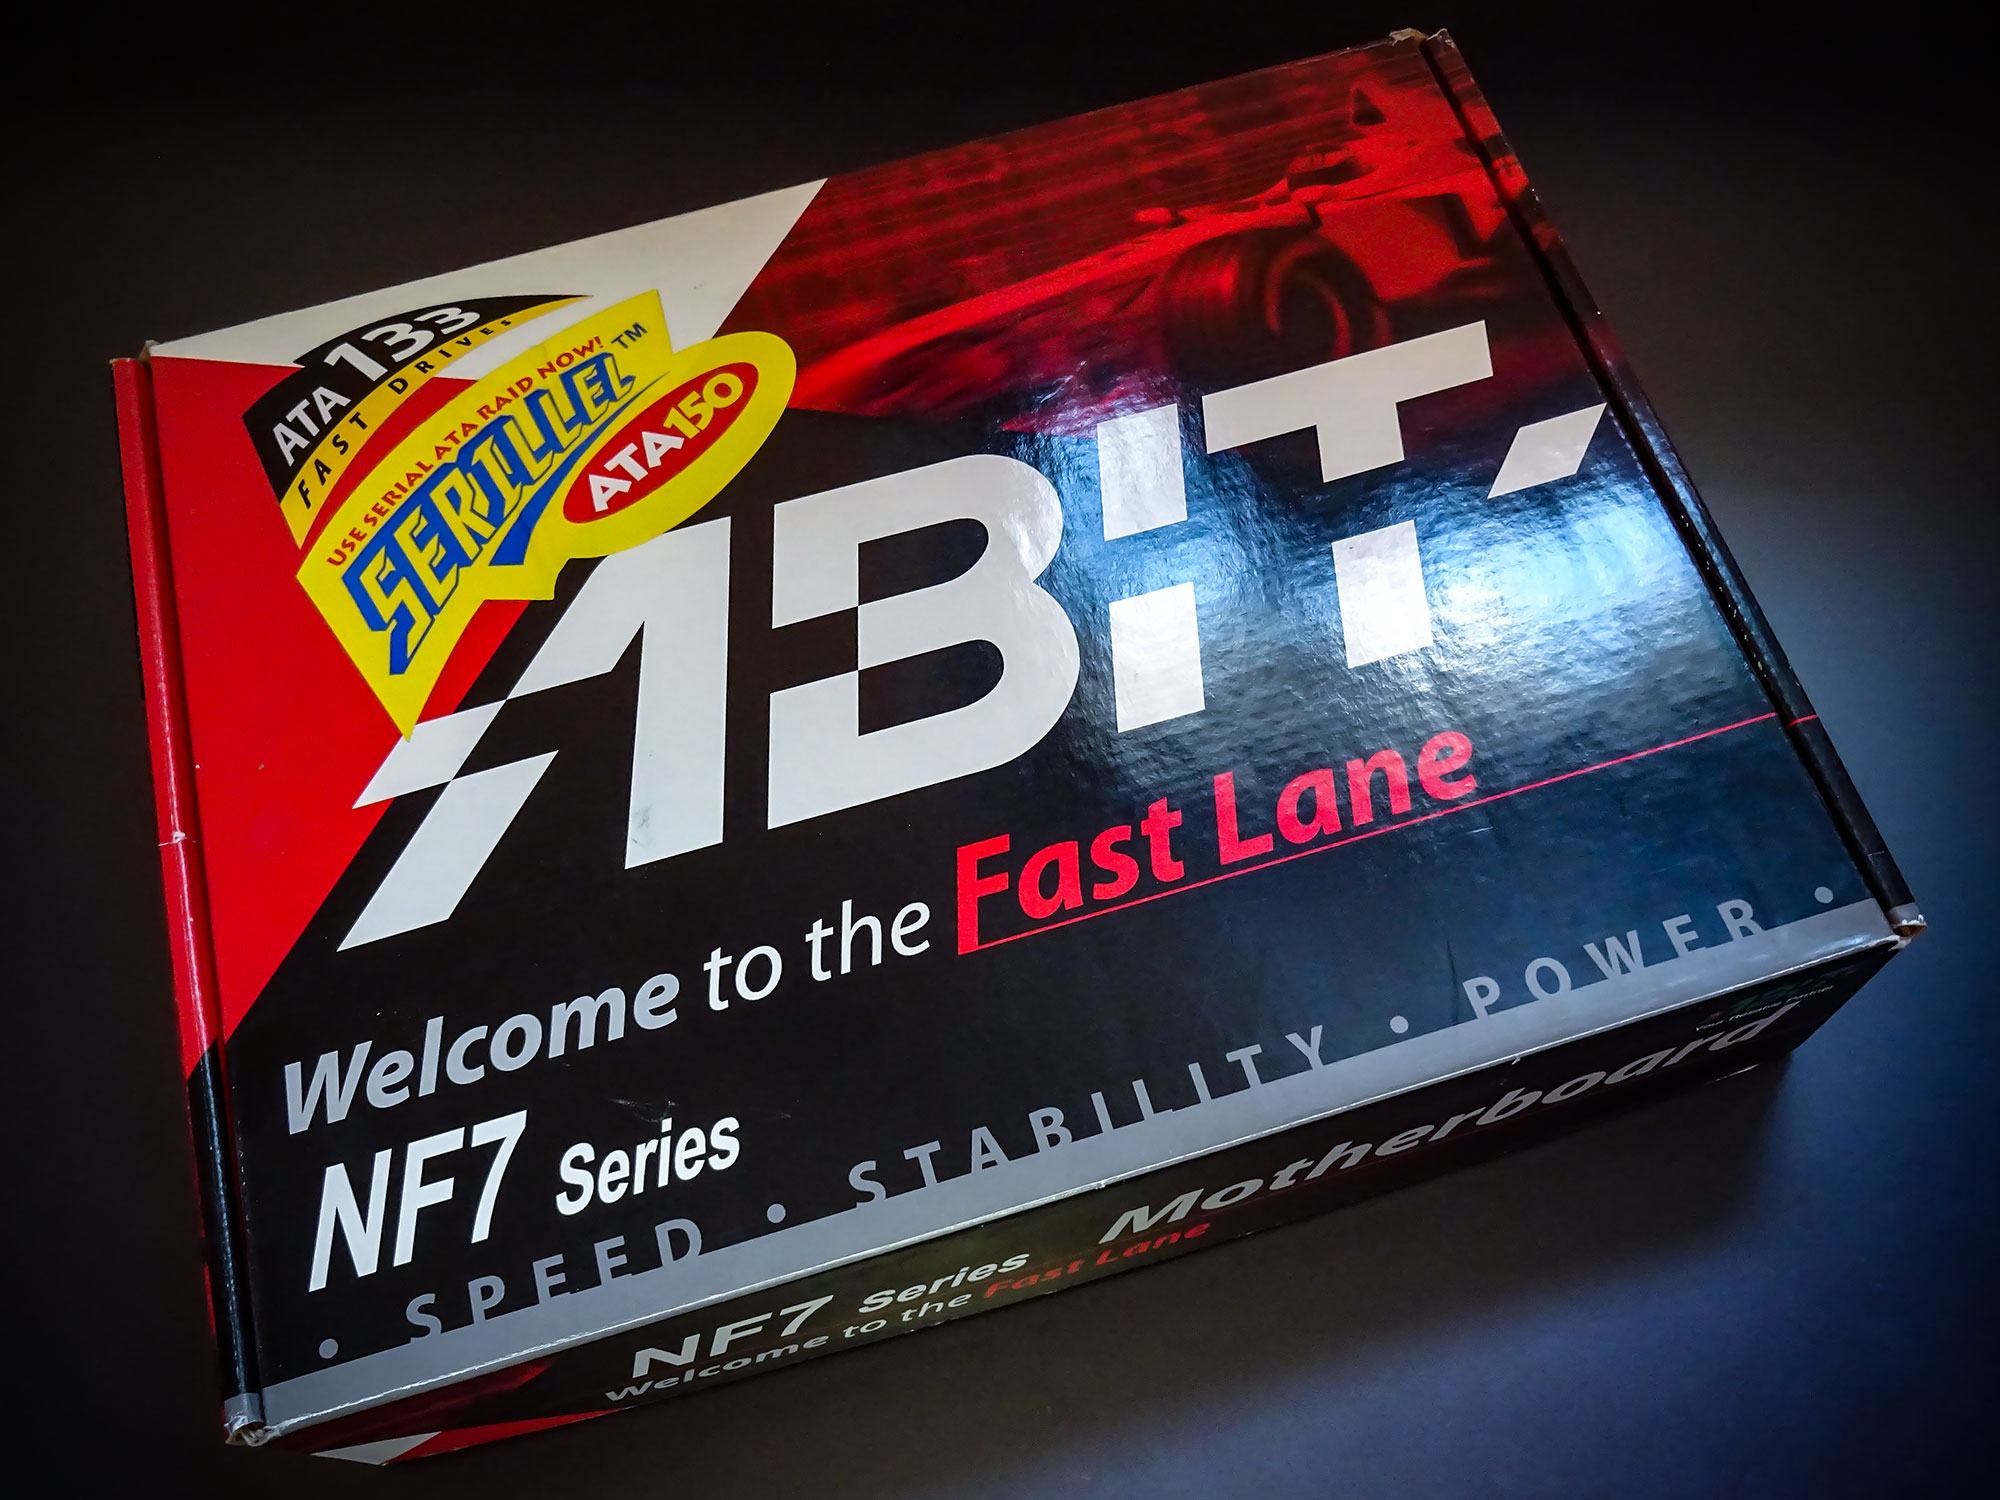 ATA 133
FAST DRIVES
USE SERIAL ATA RAID NOW!
SERILLEL™
ATA150
ABIT
Welcome to the Fast Lane
NF7 Series
• SPEED • STABILITY • POWER •
NF7 Series Motherboard
Welcome to the Fast Lane